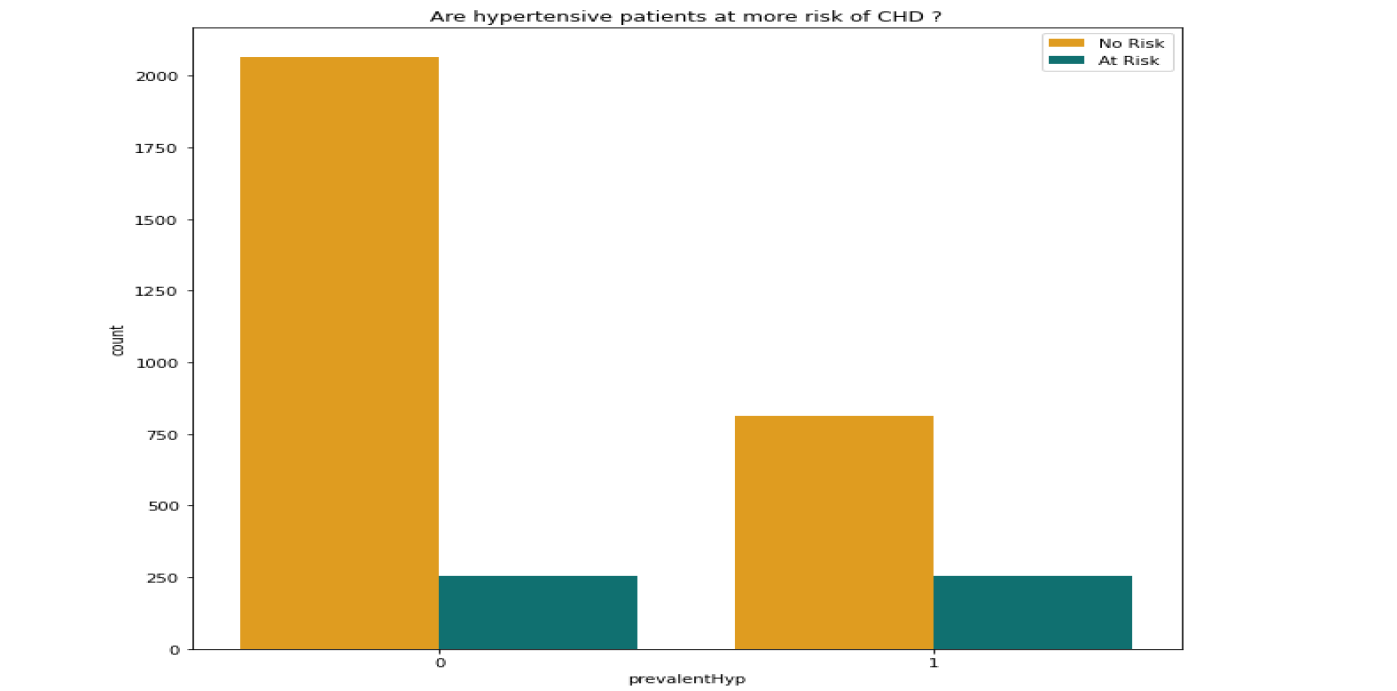 Are hypertensive patients at more risk of CHD ?
No Risk
At Risk
2000
1750
1500
1250
1000
750
500
250
0
count
0
1
prevalentHyp